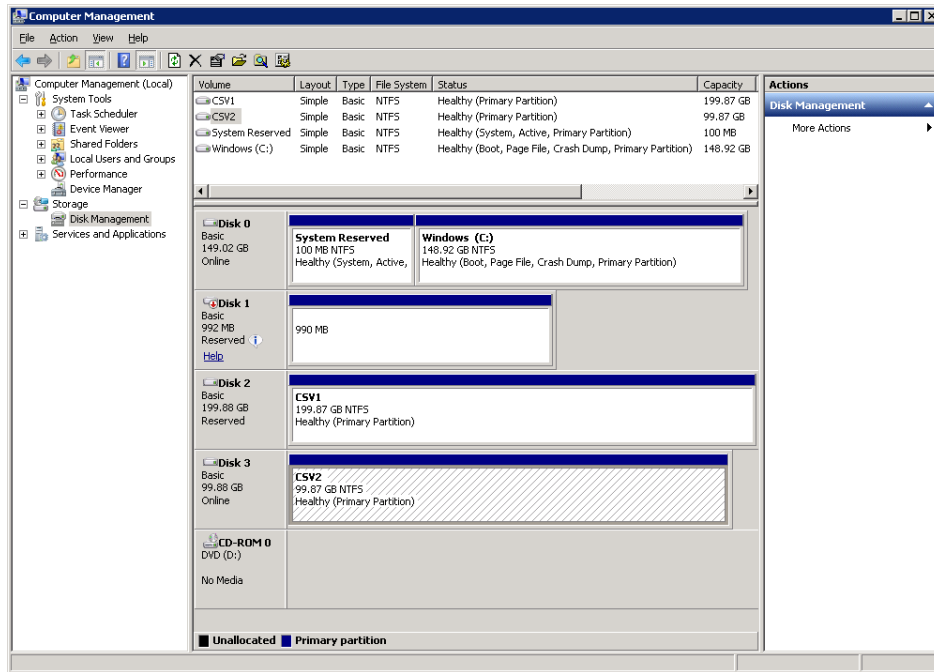 Computer Management
File Action View Help
Computer Management (Local)
System Tools
Task Scheduler
Event Viewer
Shared Folders
Local Users and Groups
Performance
Device Manager
Storage
Disk Management
Services and Applications
Volume Layout Type File System Status Capacity
CSV1 Simple Basic NTFS Healthy (Primary Partition) 199.87 GB
CSV2 Simple Basic NTFS Healthy (Primary Partition) 99.87 GB
System Reserved Simple Basic NTFS Healthy (System, Active, Primary Partition) 100 MB
Windows (C:) Simple Basic NTFS Healthy (Boot, Page File, Crash Dump, Primary Partition) 148.92 GB
Disk 0
Basic
149.02 GB
Online
System Reserved
100 MB NTFS
Healthy (System, Active,
Windows (C:)
148.92 GB NTFS
Healthy (Boot, Page File, Crash Dump, Primary Partition)
Disk 1
Basic
992 MB
Reserved
Help
990 MB
Disk 2
Basic
199.88 GB
Reserved
CSV1
199.87 GB NTFS
Healthy (Primary Partition)
Disk 3
Basic
99.88 GB
Online
CSV2
99.87 GB NTFS
Healthy (Primary Partition)
CD-ROM 0
DVD (D:)
No Media
Unallocated Primary partition
Actions
Disk Management
More Actions